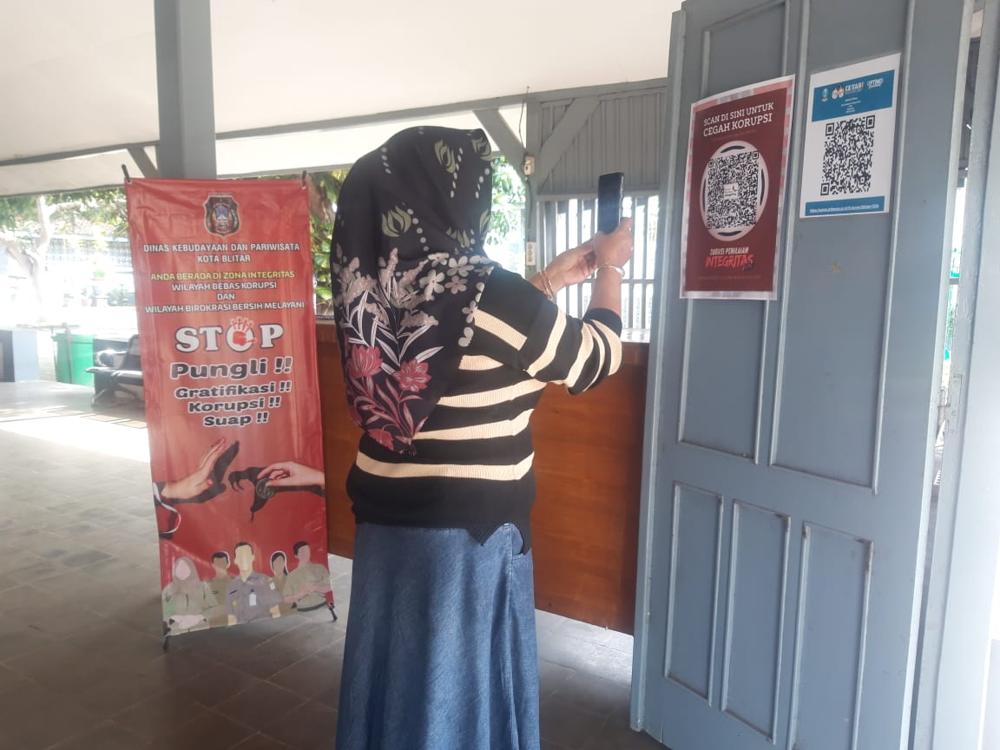 DINAS KEBUDAYAAN DAN PARIWISATA
KOTA BLITAR
ANDA BERADA DI ZONA INTEGRITAS
WILAYAH BEBAS KORUPSI
DAN
WILAYAH BIROKRASI BERSIH MELAYANI
STOP
Pungli !!
Gratifikasi !!
Korupsi !!
Suap !!
SCAN DI SINI UNTUK
CEGAH KORUPSI
SURVEI PENILAIAN
INTEGRITAS